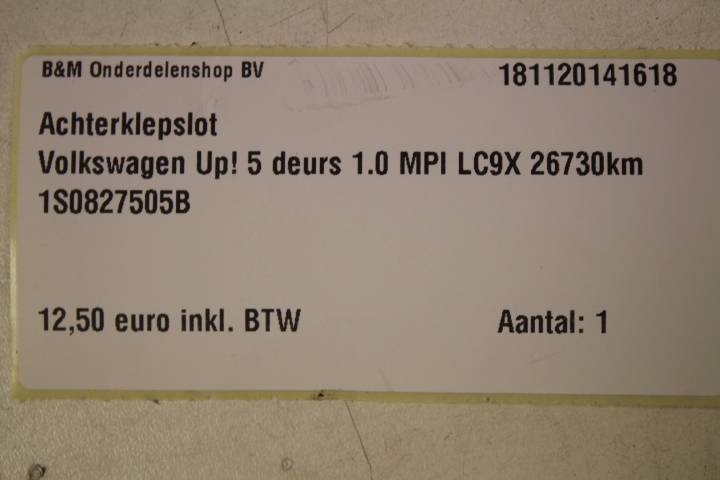 B&M Onderdelenshop BV 181120141618
Achterklepslot
Volkswagen Up! 5 deurs 1.0 MPI LC9X 26730km
1S0827505B
12,50 euro inkl. BTW Aantal: 1